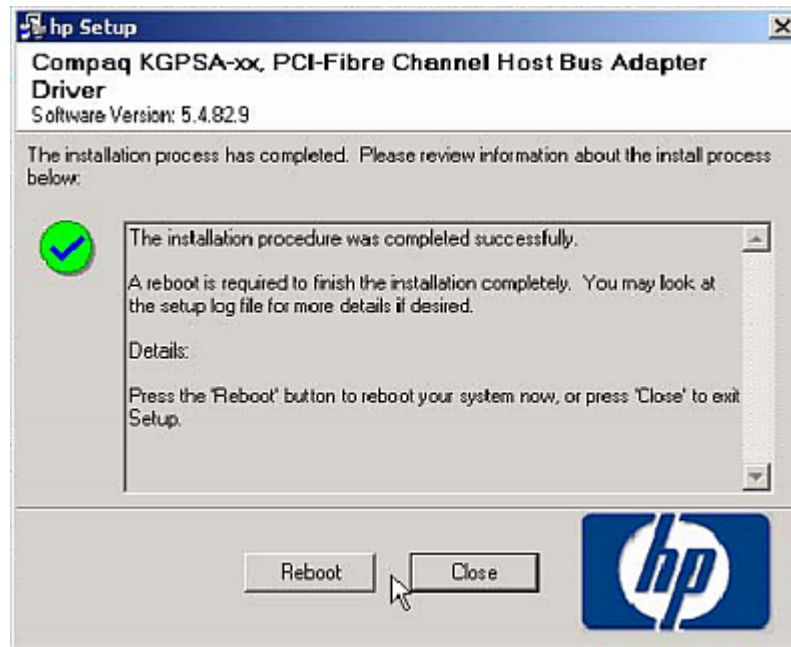 hp Setup
Compaq KGPSA-xx, PCI-Fibre Channel Host Bus Adapter
Driver
Software Version: 5.4.82.9
The installation process has completed. Please review information about the install process
below:
The installation procedure was completed successfully.
A reboot is required to finish the installation completely. You may look at
the setup log file for more details if desired.
Details:
Press the 'Reboot' button to reboot your system now, or press 'Close' to exit
Setup.
Reboot
Close
hp